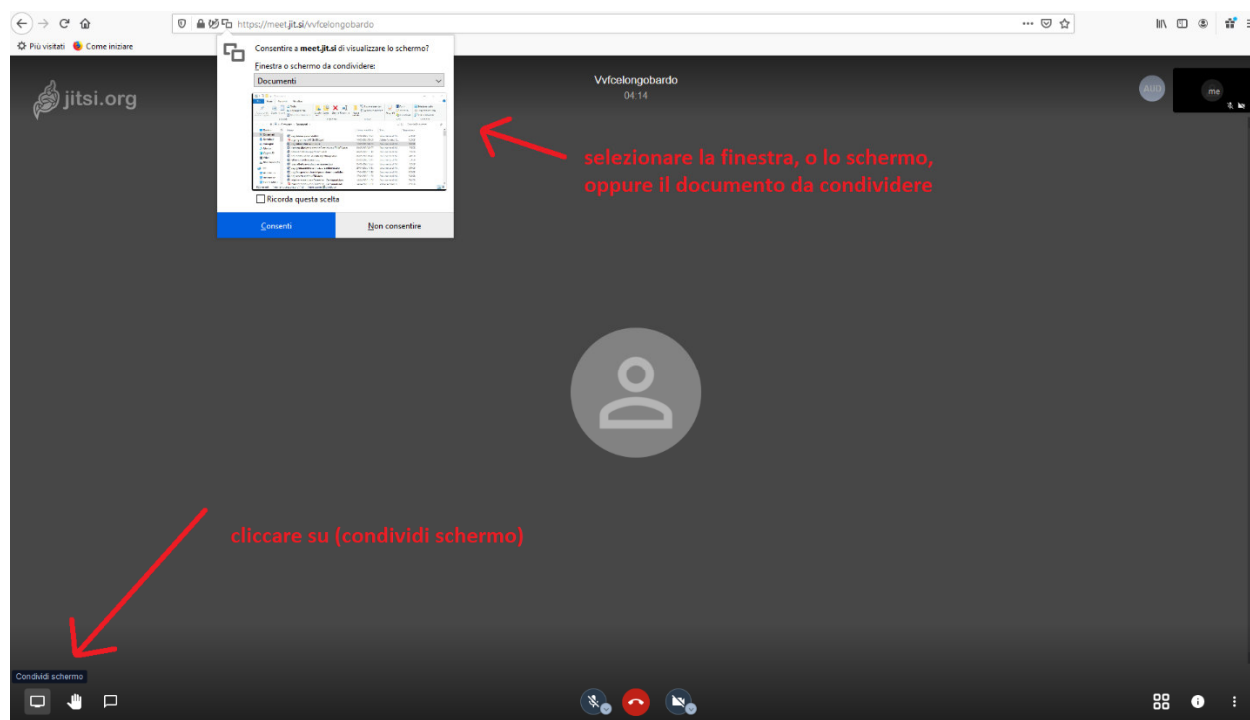 https://meet.jit.si/vvfcelongobardo
Più visitati
Come iniziare
Consentire a meet.jit.si di visualizzare lo schermo?
Finestra o schermo da condividere:
Documenti
Ricorda questa scelta
Consenti
Non consentire
jitsi.org
Vvfcelongobardo
04:14
AUD
me
selezionare la finestra, o lo schermo,
oppure il documento da condividere
cliccare su (condividi schermo)
Condividi schermo